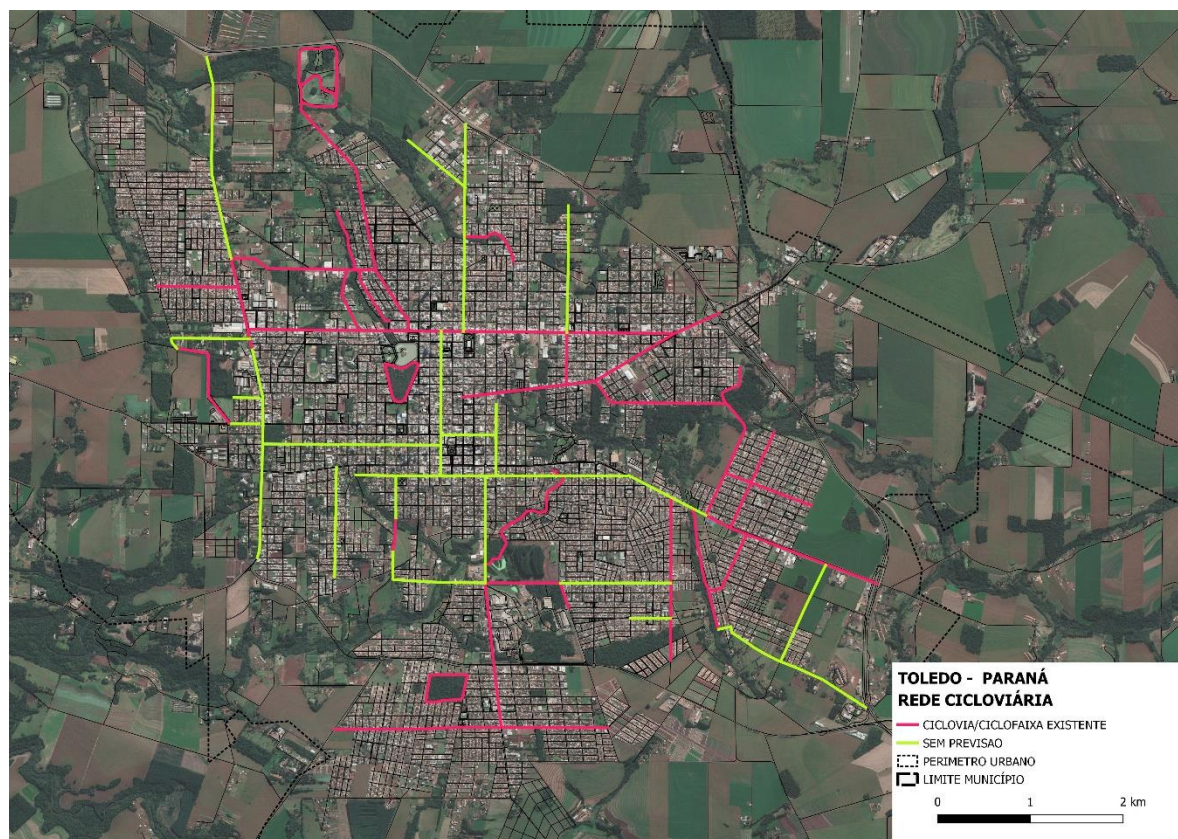 TOLEDO - PARANÁ
REDE CICLOVIÁRIA
CICLOVIA/CICLOFAIXA EXISTENTE
SEM PREVISAO
PERIMETRO URBANO
LIMITE MUNICÍPIO
0 1 2 km